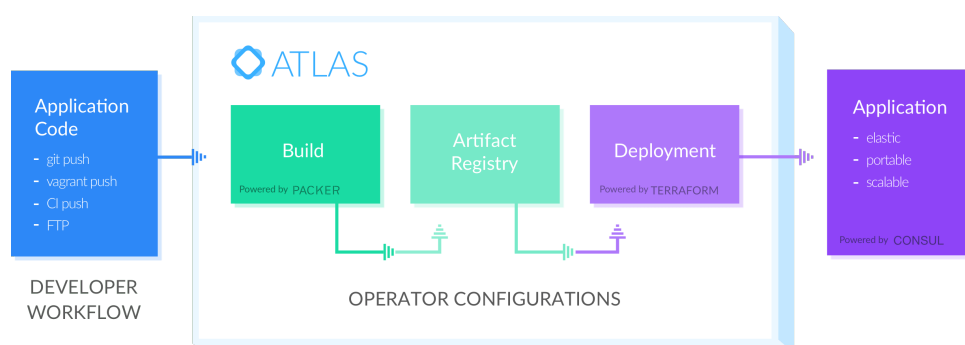 Application
Code
- git push
- vagrant push
- CI push
- FTP
DEVELOPER
WORKFLOW
ATLAS
Build
Powered by PACKER
Artifact
Registry
Deployment
Powered by TERRAFORM
OPERATOR CONFIGURATIONS
Application
- elastic
- portable
- scalable
Powered by CONSUL